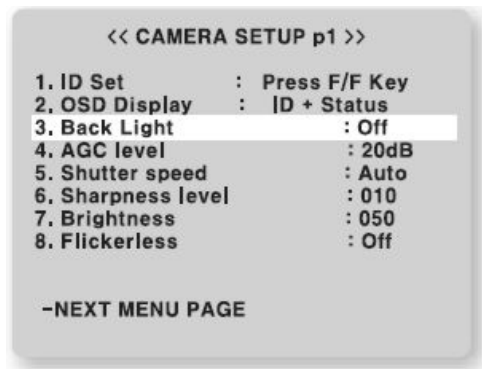 << CAMERA SETUP p1 >>
1. ID Set : Press F/F Key
2. OSD Display : ID + Status
3. Back Light : Off
4. AGC level : 20dB
5. Shutter speed : Auto
6. Sharpness level : 010
7. Brightness : 050
8. Flickerless : Off
-NEXT MENU PAGE